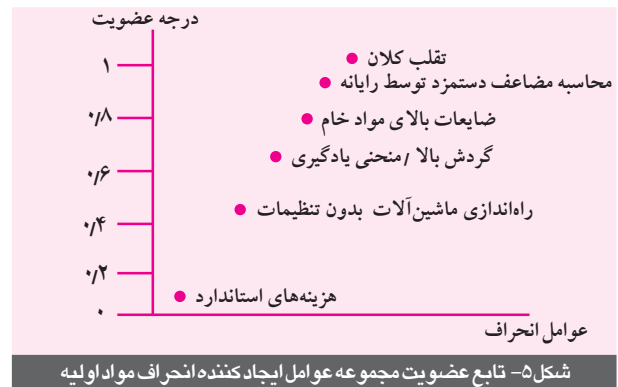 درجه عضویت
تقلب کلان
۱
محاسبه مضاعف دستمزد توسط رایانه
ضایعات بالای مواد خام
۰/۸
گردش بالا /منحنی یادگیری
۰/۶
راه‌اندازی ماشین‌آلات بدون تنظیمات
۰/۴
۰/۲
هزینه‌های استاندارد
۰
عوامل انحراف
شکل۵- تابع عضویت مجموعه عوامل ایجادکننده انحراف مواد اولیه